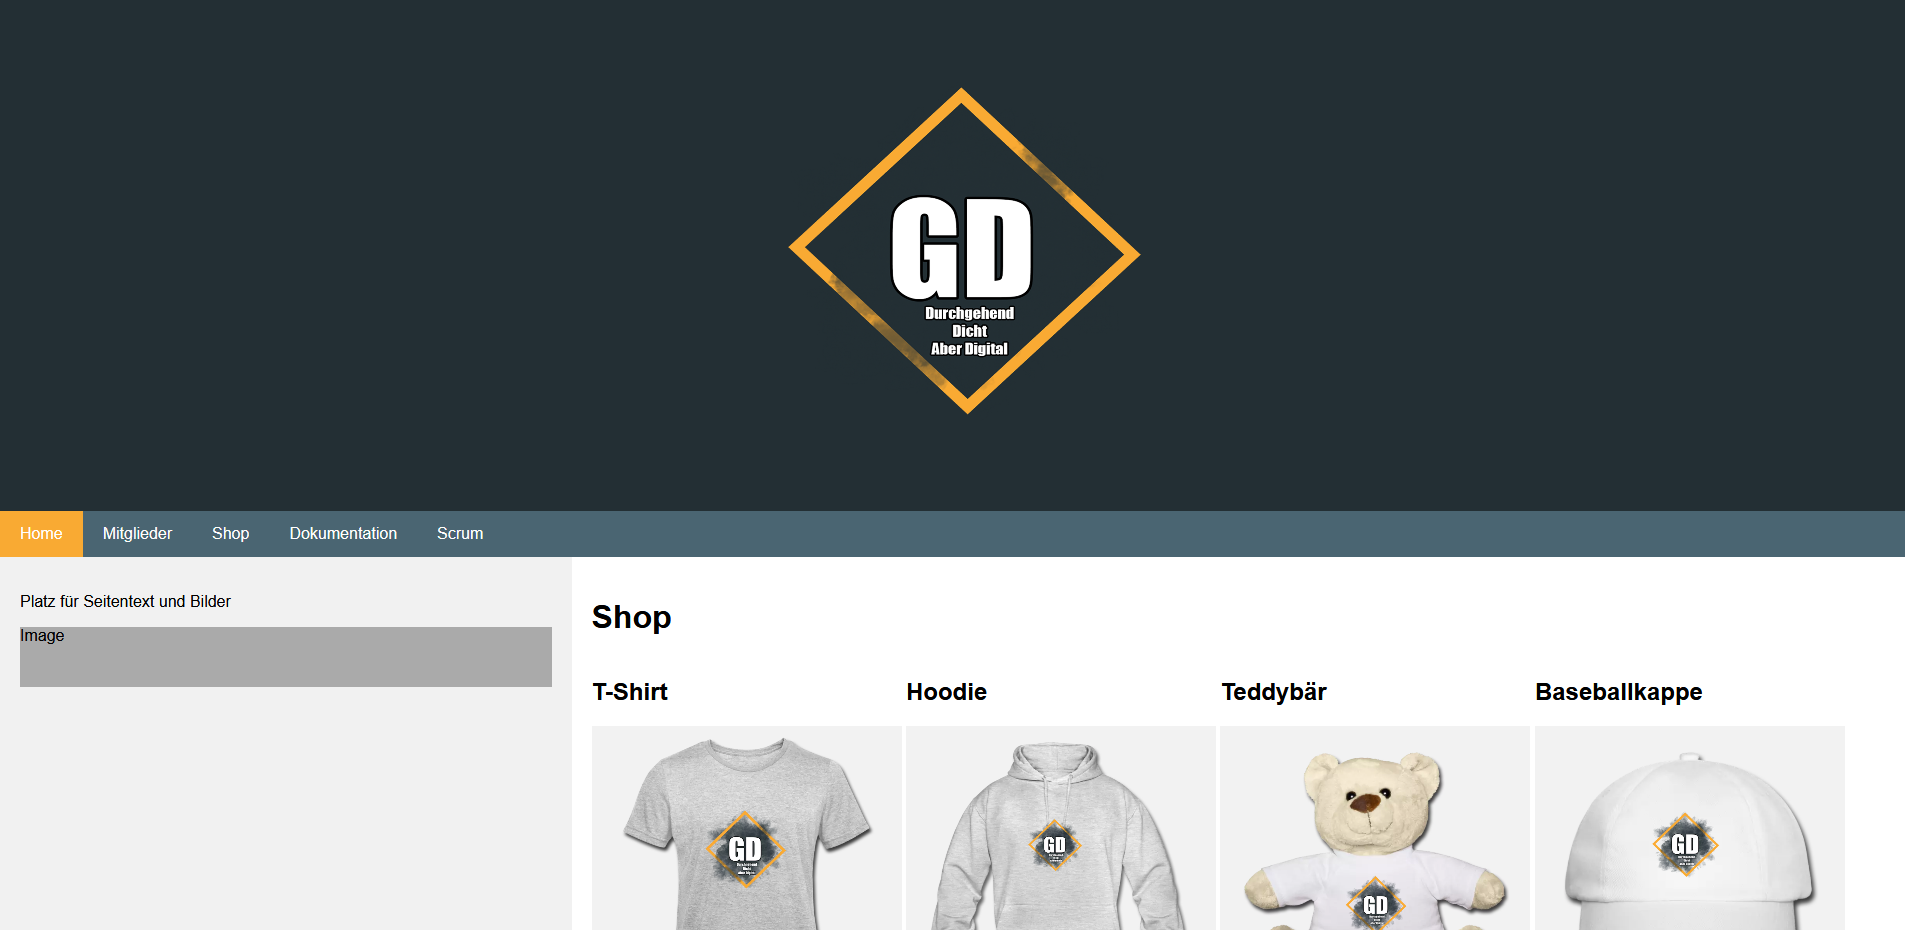 GD
Durchgehend
Dicht
Aber Digital
Home Mitglieder Shop Dokumentation Scrum
Platz für Seitentext und Bilder
Image
Shop
T-Shirt Hoodie Teddybär Baseballkappe
GD GD GD GD